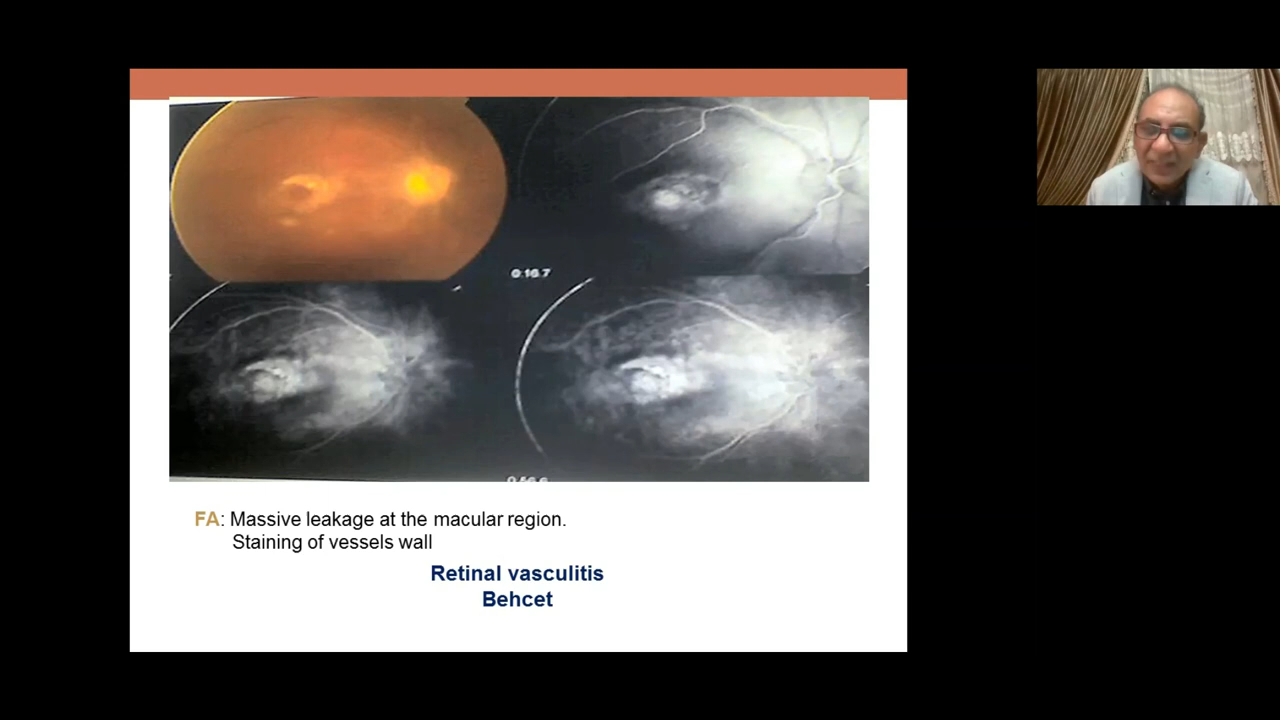 0:16.7
FA: Massive leakage at the macular region.
Staining of vessels wall
Retinal vasculitis
Behcet